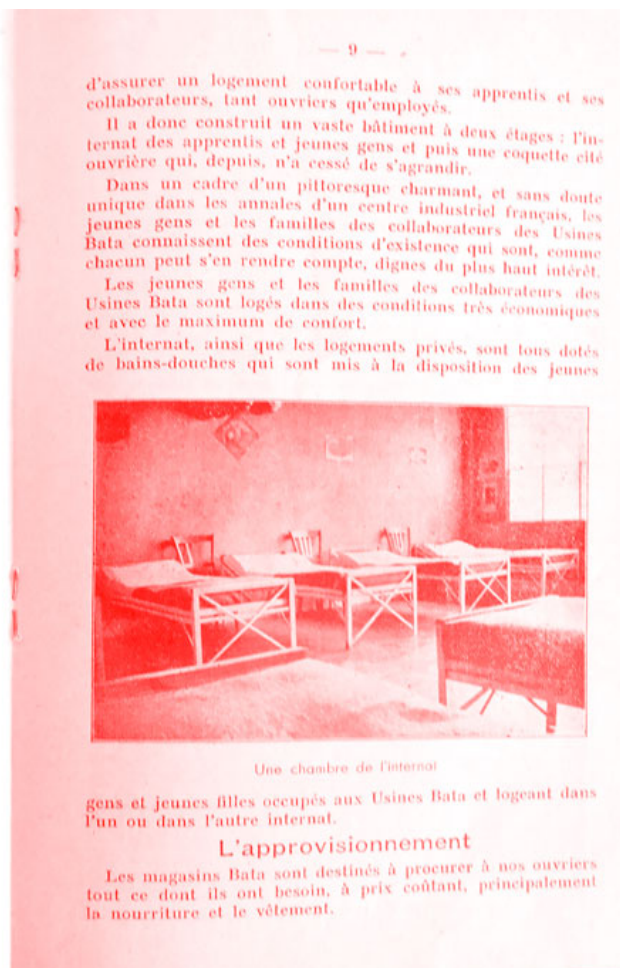 — 9 —
d'assurer un logement confortable à ses apprentis et ses
collaborateurs, tant ouvriers qu'employés.
Il a donc construit un vaste bâtiment à deux étages : l'in-
ternat des apprentis et jeunes gens et puis une coquette cité
ouvrière qui, depuis, n'a cessé de s'agrandir.
Dans un cadre d'un pittoresque charmant, et sans doute
unique dans les annales d'un centre industriel français, les
jeunes gens et les familles des collaborateurs des Usines
Bata connaissent des conditions d'existence qui sont, comme
chacun peut s'en rendre compte, dignes du plus haut intérêt.
Les jeunes gens et les familles des collaborateurs des
Usines Bata sont logés dans des conditions très économiques
et avec le maximum de confort.
L'internat, ainsi que les logements privés, sont tous dotés
de bains-douches qui sont mis à la disposition des jeunes
Une chambre de l'internat
gens et jeunes filles occupés aux Usines Bata et logeant dans
l'un ou dans l'autre internat.
L'approvisionnement
Les magasins Bata sont destinés à procurer à nos ouvriers
tout ce dont ils ont besoin, à prix coûtant, principalement
la nourriture et le vêtement.